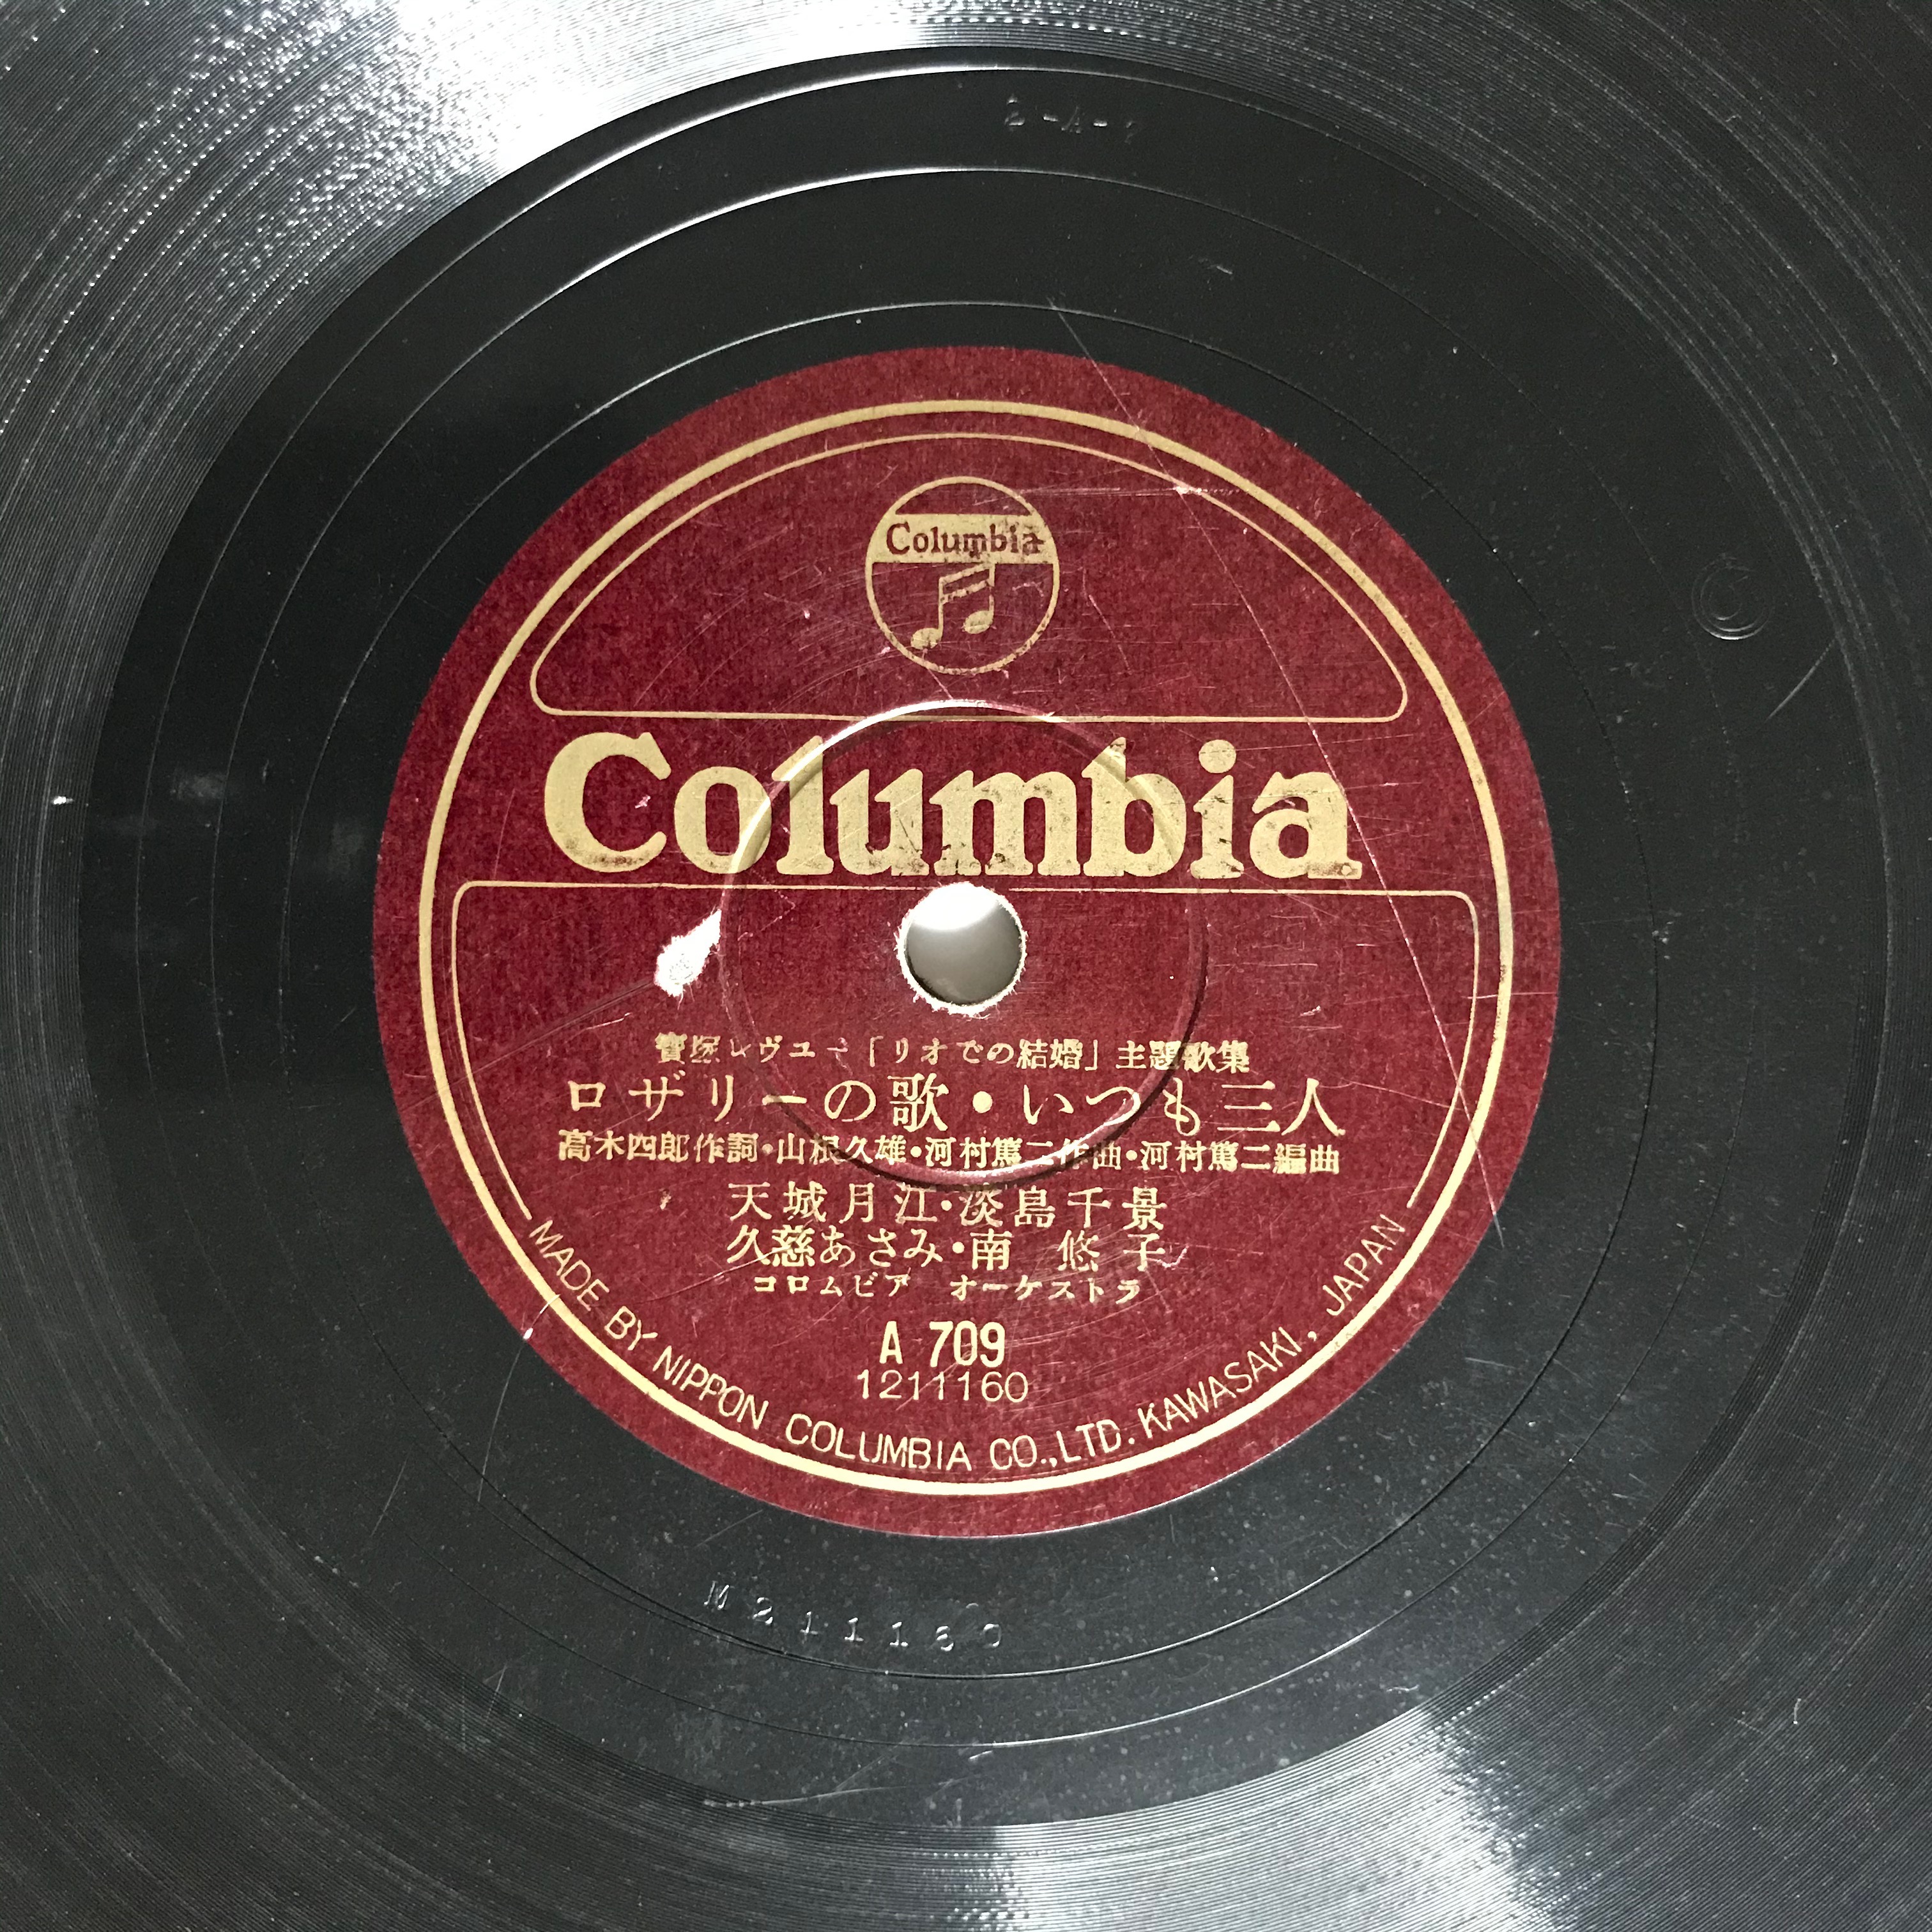 Columbia
Columbia
寶塚レヴユー「リオでの結婚」主題歌集
ロザリーの歌・いつも三人
高木四郎作詞・山根久雄・河村篤二作曲・河村篤二編曲
天城月江・淡島千景
久慈あさみ・南 悠子
コロムビア オーケストラ
A 709
1211160
MADE BY NIPPON COLUMBIA CO., LTD. KAWASAKI, JAPAN
M211160